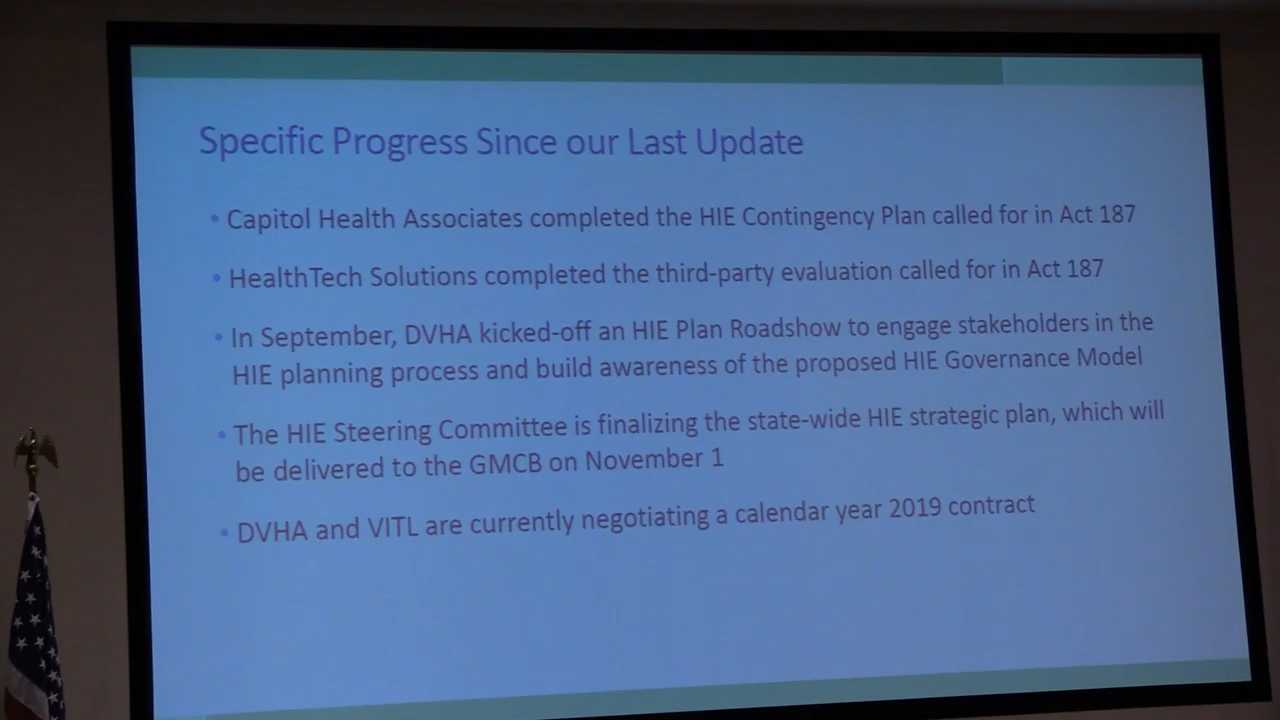 Specific Progress Since our Last Update
• Capitol Health Associates completed the HIE Contingency Plan called for in Act 187
• HealthTech Solutions completed the third-party evaluation called for in Act 187
• In September, DVHA kicked-off an HIE Plan Roadshow to engage stakeholders in the
HIE planning process and build awareness of the proposed HIE Governance Model
• The HIE Steering Committee is finalizing the state-wide HIE strategic plan, which will
be delivered to the GMCB on November 1
• DVHA and VITL are currently negotiating a calendar year 2019 contract